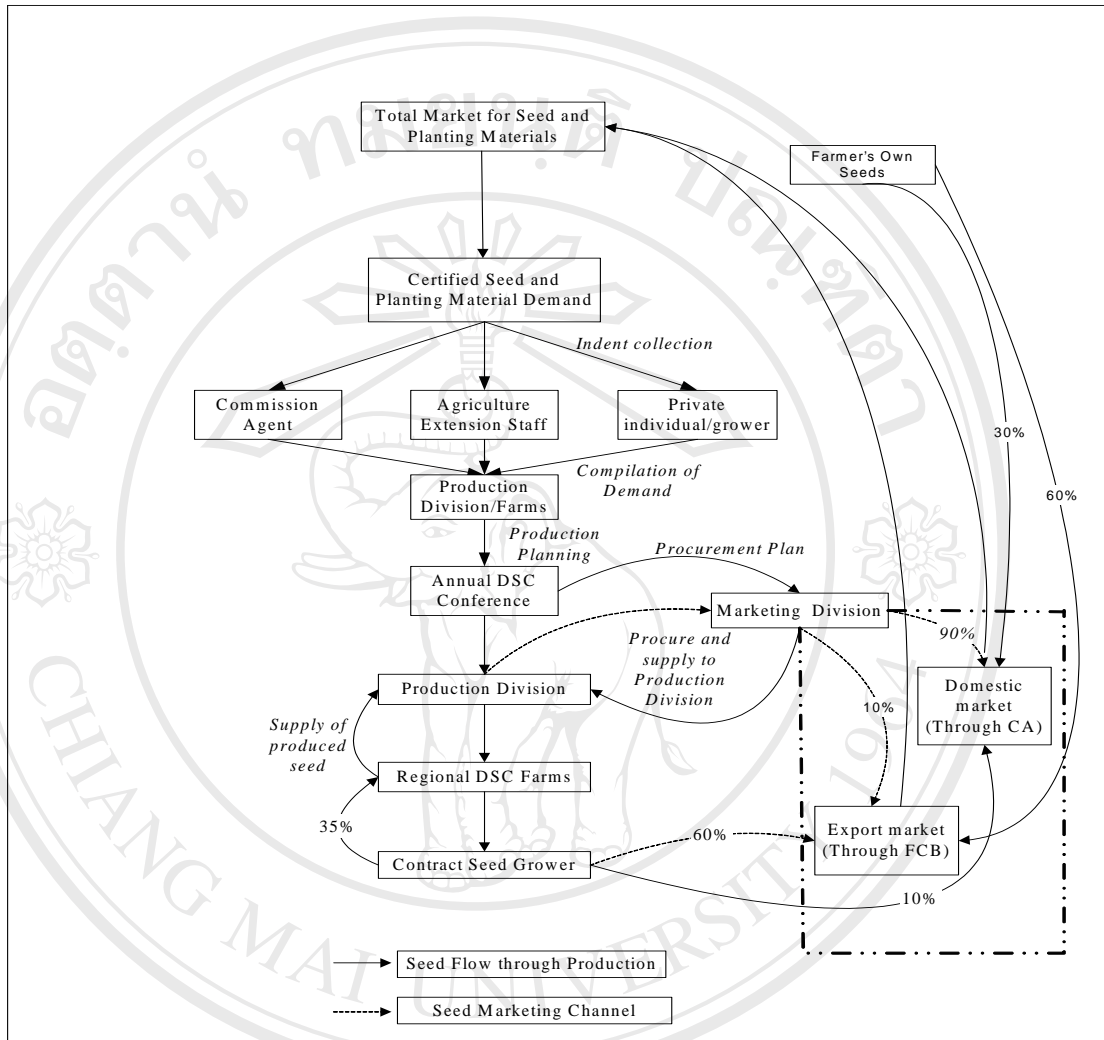 Total Market for Seed and
Planting Materials
Farmer's Own
Seeds
Certified Seed and
Planting Material Demand
Indent collection
Commission
Agent
Agriculture
Extension Staff
Private
individual/grower
30%
Compilation of
Demand
60%
Production
Division/Farms
Production
Planning
Procurement Plan
Annual DSC
Conference
Marketing Division
90%
Procure and
supply to
Production
Division
Production Division
Domestic
market
(Through CA)
10%
Supply of
produced
seed
Regional DSC Farms
35%
60%
Export market
(Through FCB)
Contract Seed Grower
10%
Seed Flow through Production
Seed Marketing Channel
CHIANG MAI UNIVERSITY 1964